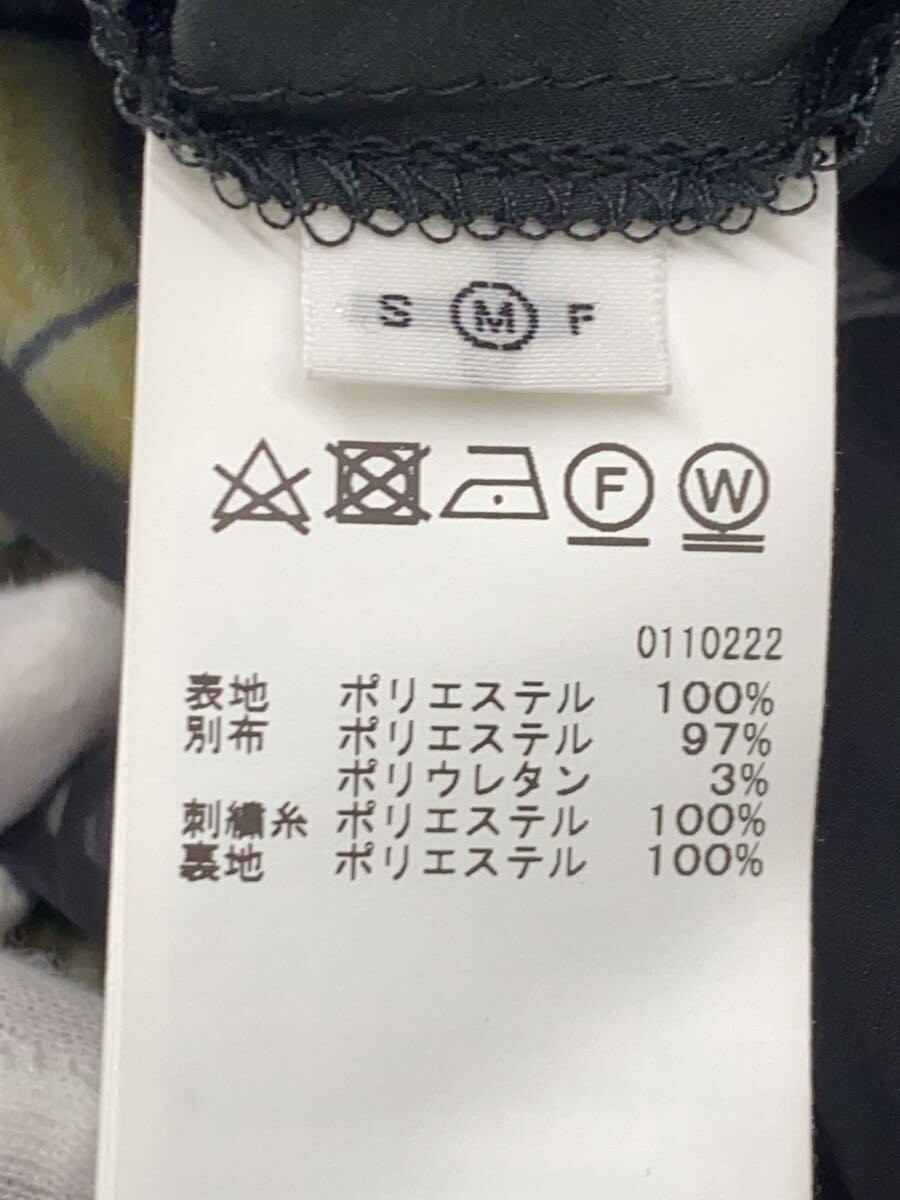 S M F
F W
0110222
表地 ポリエステル 100%
別布 ポリエステル 97%
ポリウレタン 3%
刺繍糸 ポリエステル 100%
裏地 ポリエステル 100%